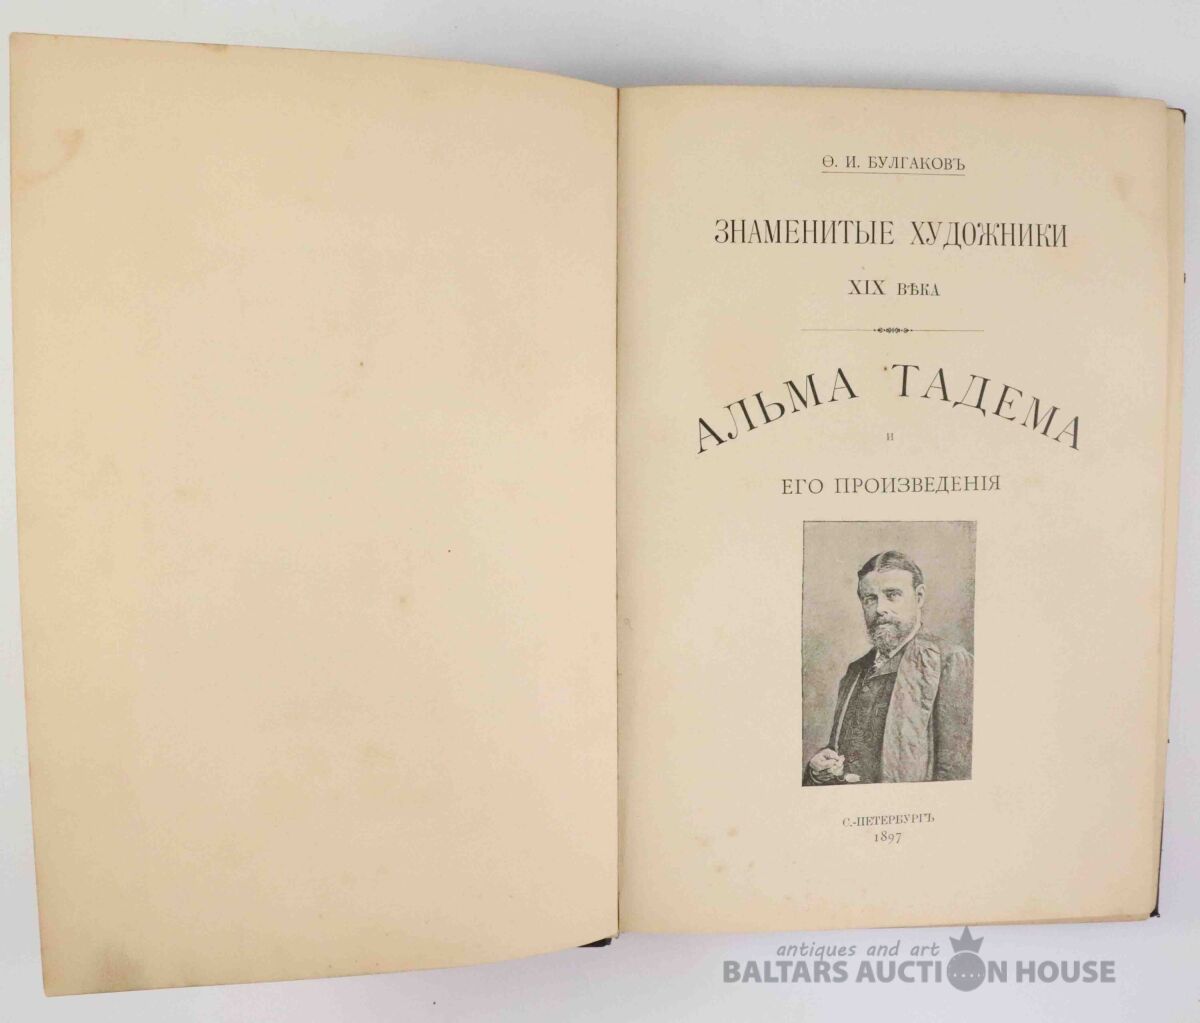 Ѳ. И. БУЛГАКОВЪ
ЗНАМЕНИТЫЕ ХУДОЖНИКИ
XIX ВѢКА
АЛЬМА ТАДЕМА
И
ЕГО ПРОИЗВЕДЕНІЯ
С.-ПЕТЕРБУРГЪ
1897
antiques and art
BALTARS AUCTION HOUSE